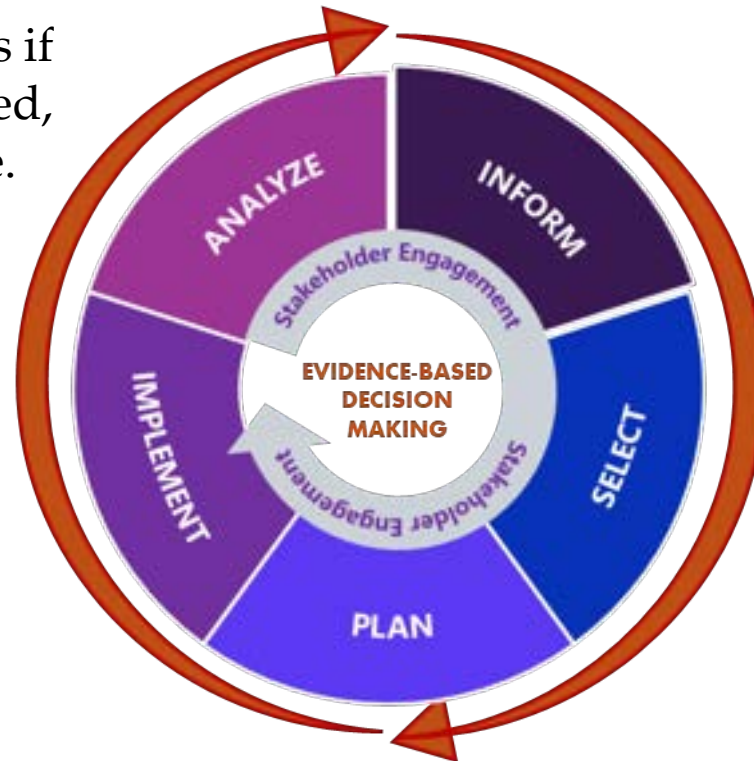 s if
ed,
e.
ANALYZE
INFORM
Stakeholder Engagement
EVIDENCE-BASED
DECISION
MAKING
IMPLEMENT
SELECT
Stakeholder Engagement
PLAN